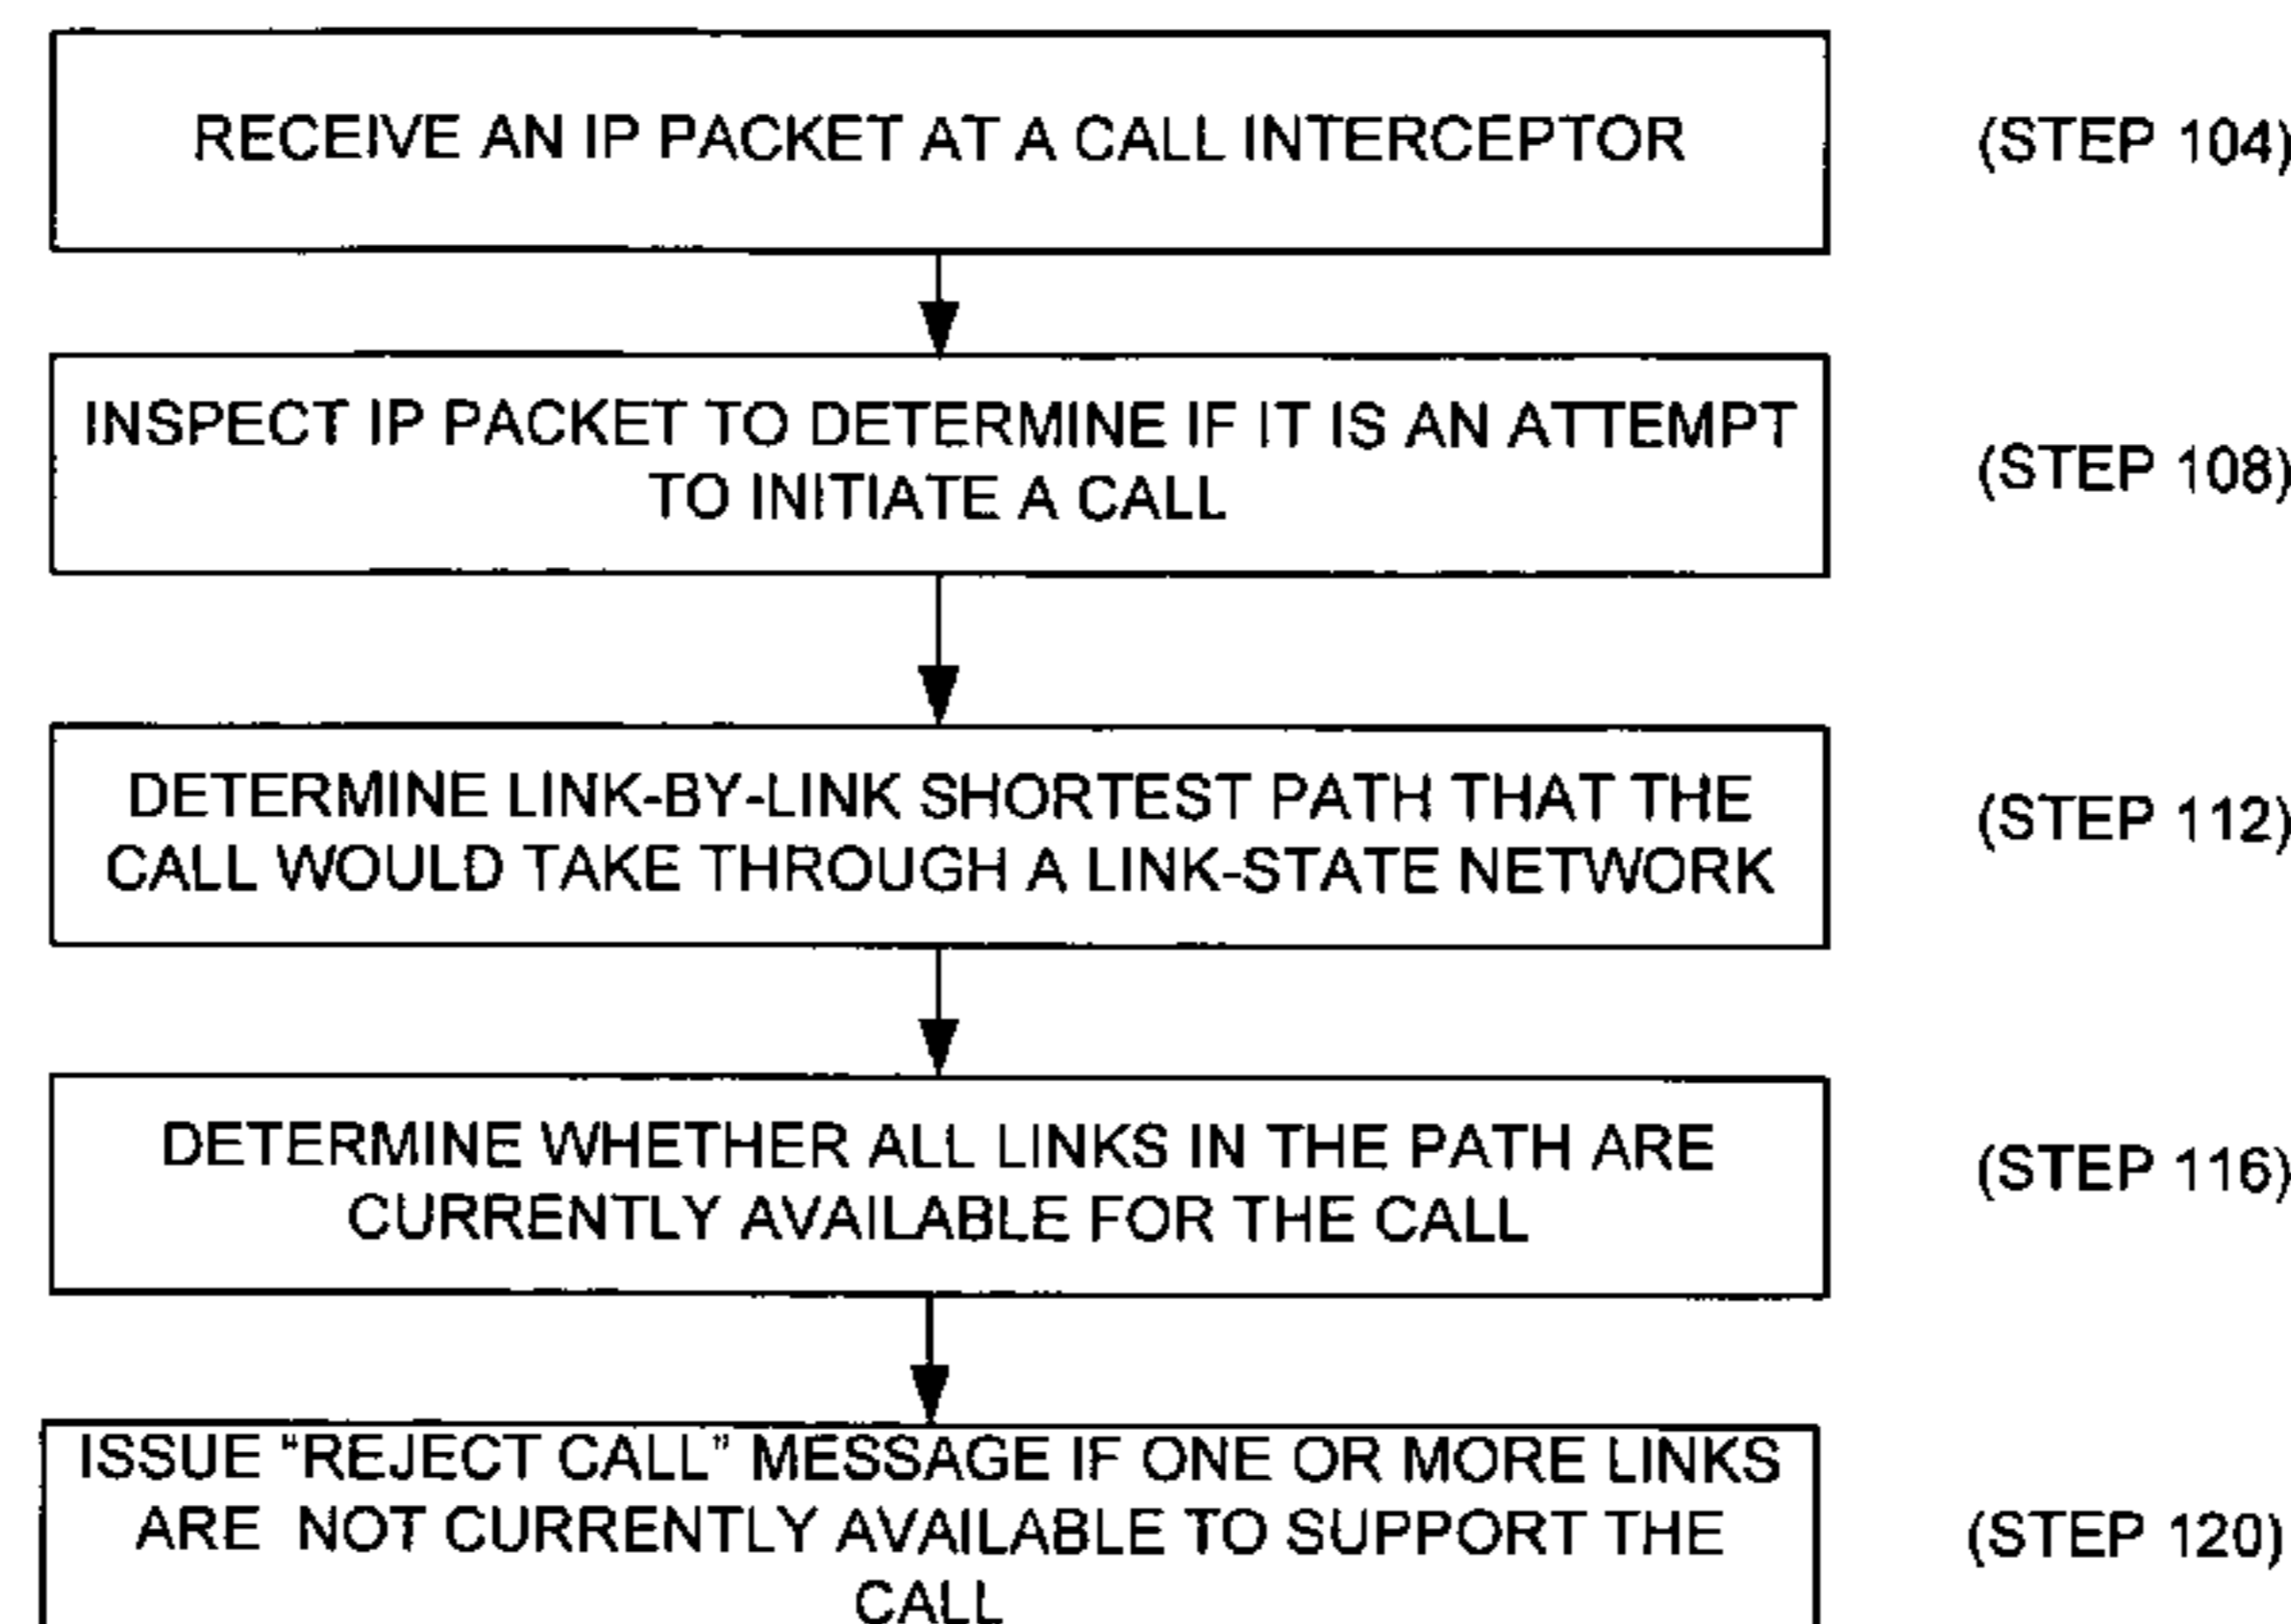 RECEIVE AN IP PACKET AT A CALL INTERCEPTOR
(STEP 104)
INSPECT IP PACKET TO DETERMINE IF IT IS AN ATTEMPT
TO INITIATE A CALL
(STEP 108)
DETERMINE LINK-BY-LINK SHORTEST PATH THAT THE
CALL WOULD TAKE THROUGH A LINK-STATE NETWORK
(STEP 112)
DETERMINE WHETHER ALL LINKS IN THE PATH ARE
CURRENTLY AVAILABLE FOR THE CALL
(STEP 116)
ISSUE “REJECT CALL” MESSAGE IF ONE OR MORE LINKS
ARE NOT CURRENTLY AVAILABLE TO SUPPORT THE
CALL
(STEP 120)